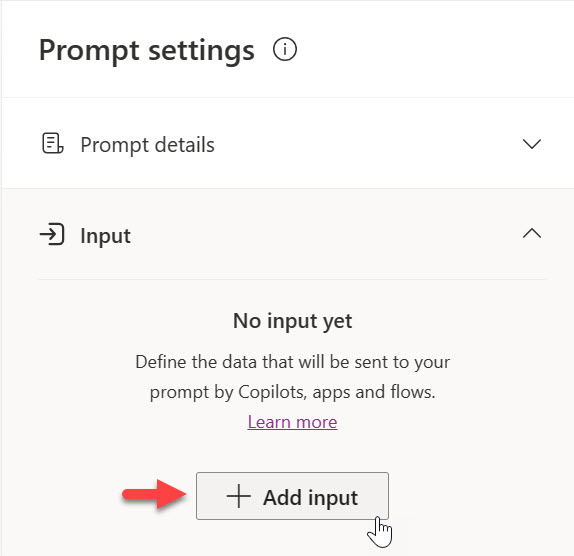 Prompt settings
Prompt details
Input
No input yet
Define the data that will be sent to your
prompt by Copilots, apps and flows.
Learn more
Add input